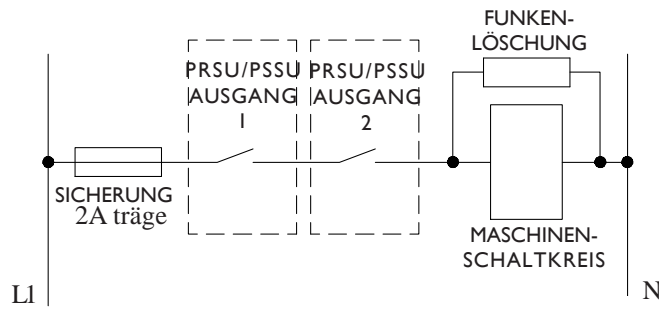 FUNKEN-
LÖSCHUNG
PRSU/PSSU
AUSGANG
1
PRSU/PSSU
AUSGANG
2
SICHERUNG
2A träge
MASCHINEN-
SCHALTKREIS
L1
N